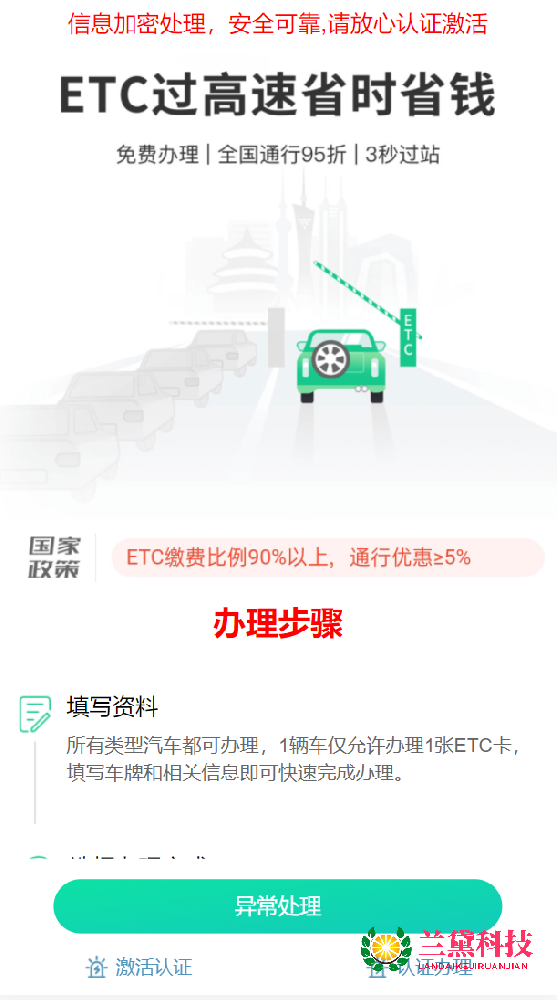 信息加密处理，安全可靠,请放心认证激活
ETC过高速省时省钱
免费办理 | 全国通行95折 | 3秒过站
ETC
国家
政策
ETC缴费比例90%以上，通行优惠≥5%
办理步骤
填写资料
所有类型汽车都可办理，1辆车仅允许办理1张ETC卡，
填写车牌和相关信息即可快速完成办理。
异常处理
激活认证
认证办理
兰黛科技
LANDAIKEJIRUANJIAN